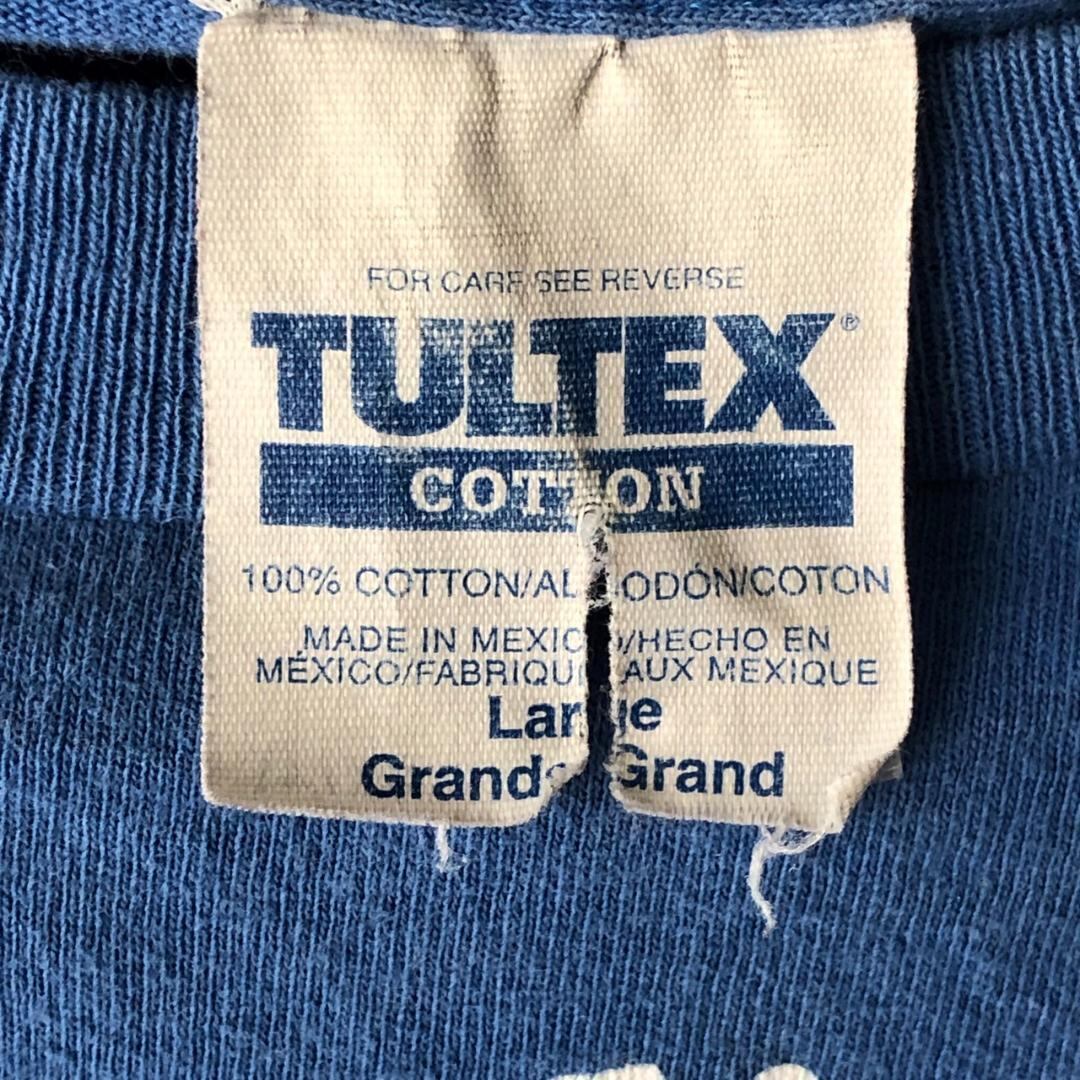 FOR CARE SEE REVERSE
TULTEX®
COTTON
100% COTTON/ALGODÓN/COTON
MADE IN MEXICO/HECHO EN
MÉXICO/FABRIQUE AUX MEXIQUE
Large
Grande Grand